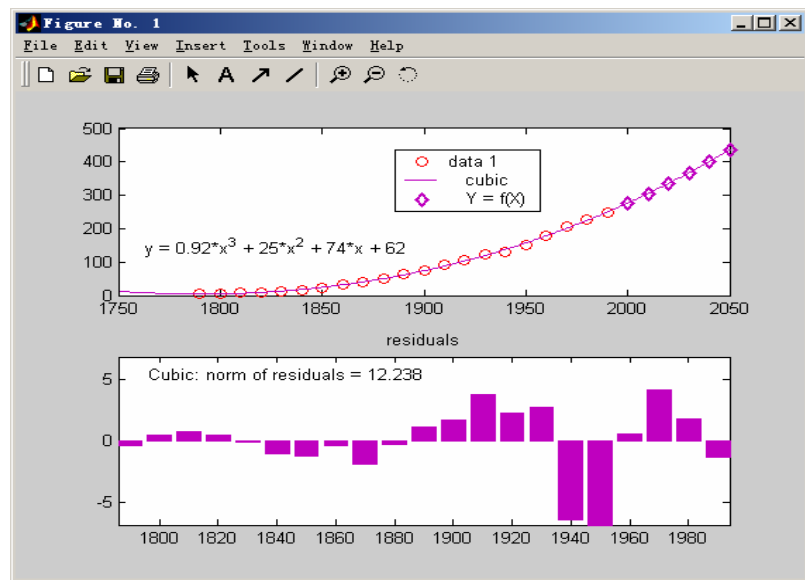 Figure No. 1
File Edit View Insert Tools Window Help
A
500
400
300
200
100
0
data 1
cubic
Y = f(X)
y = 0.92*x^3 + 25*x^2 + 74*x + 62
1750 1800 1850 1900 1950 2000 2050
residuals
Cubic: norm of residuals = 12.238
5
0
-5
1800 1820 1840 1860 1880 1900 1920 1940 1960 1980